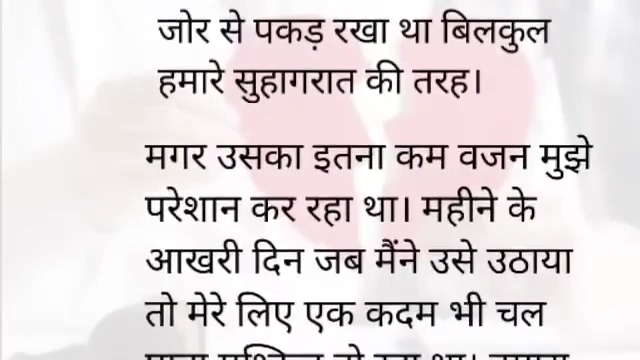 जोर से पकड़ रखा था बिलकुल
हमारे सुहागरात की तरह।
मगर उसका इतना कम वजन मुझे
परेशान कर रहा था। महीने के
आखरी दिन जब मैंने उसे उठाया
तो मेरे लिए एक कदम भी चल